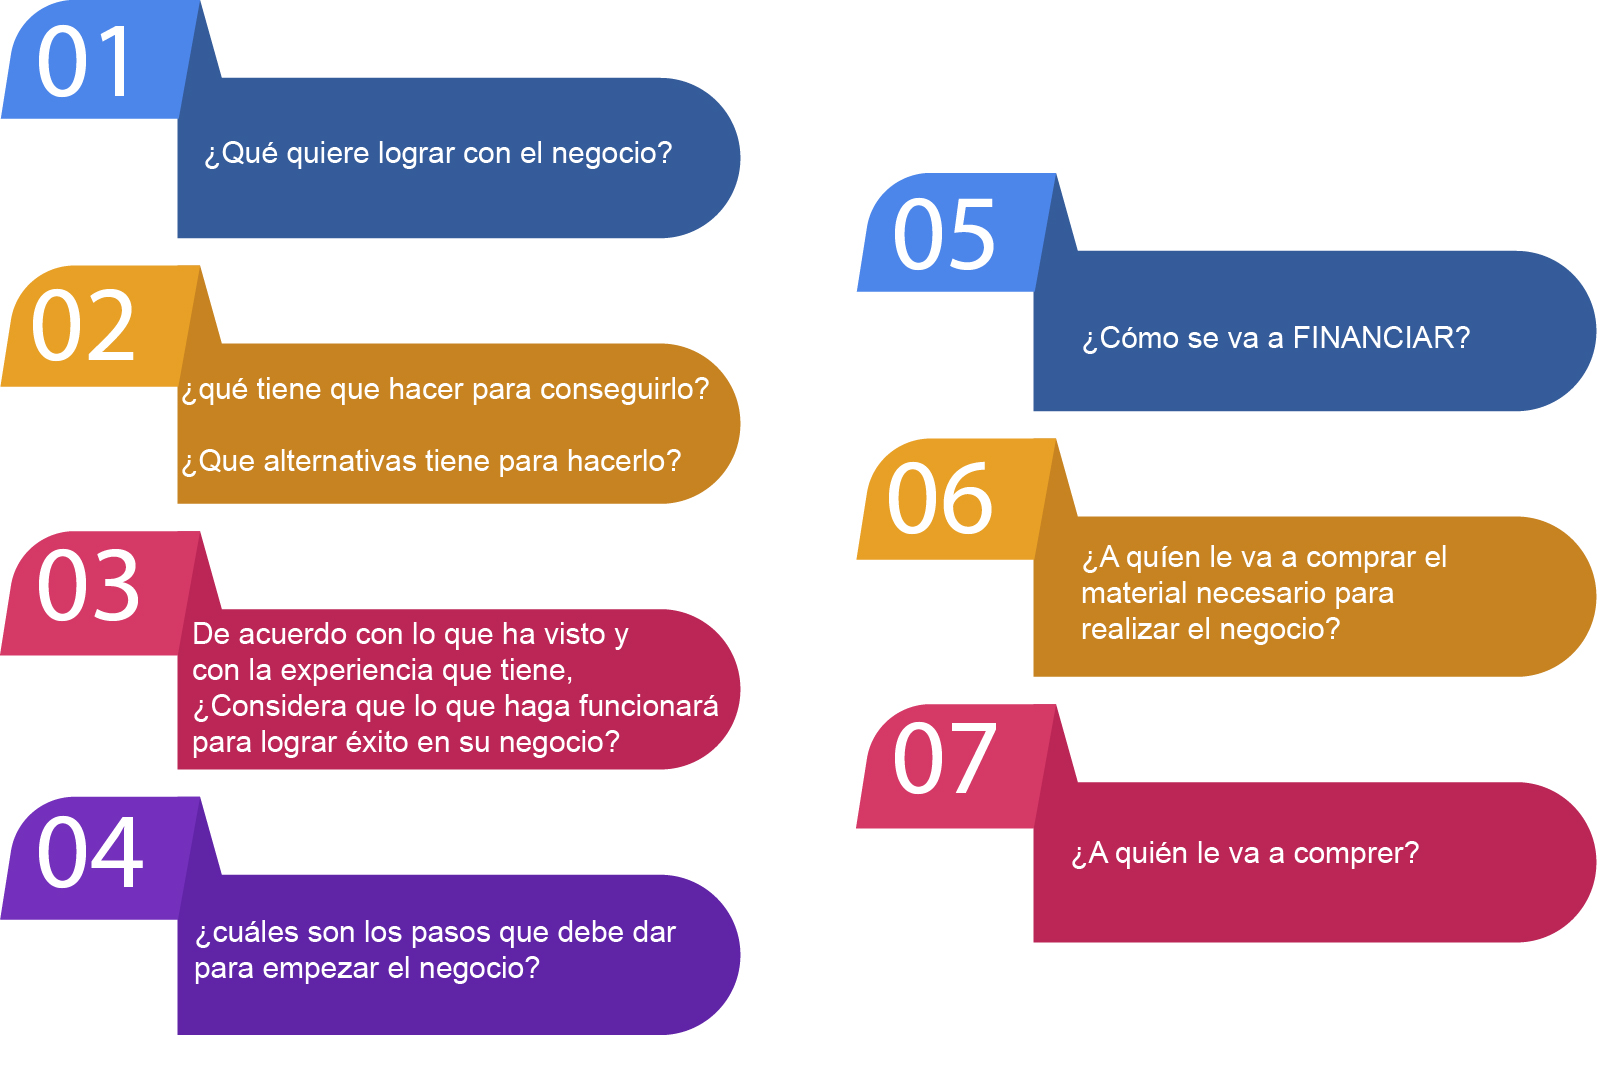 01
¿Qué quiere lograr con el negocio?
02
¿qué tiene que hacer para conseguirlo?
¿Que alternativas tiene para hacerlo?
03
De acuerdo con lo que ha visto y
con la experiencia que tiene,
¿Considera que lo que haga funcionará
para lograr éxito en su negocio?
04
¿cuáles son los pasos que debe dar
para empezar el negocio?
05
¿Cómo se va a FINANCIAR?
06
¿A quíen le va a comprar el
material necesario para
realizar el negocio?
07
¿A quién le va a comprer?